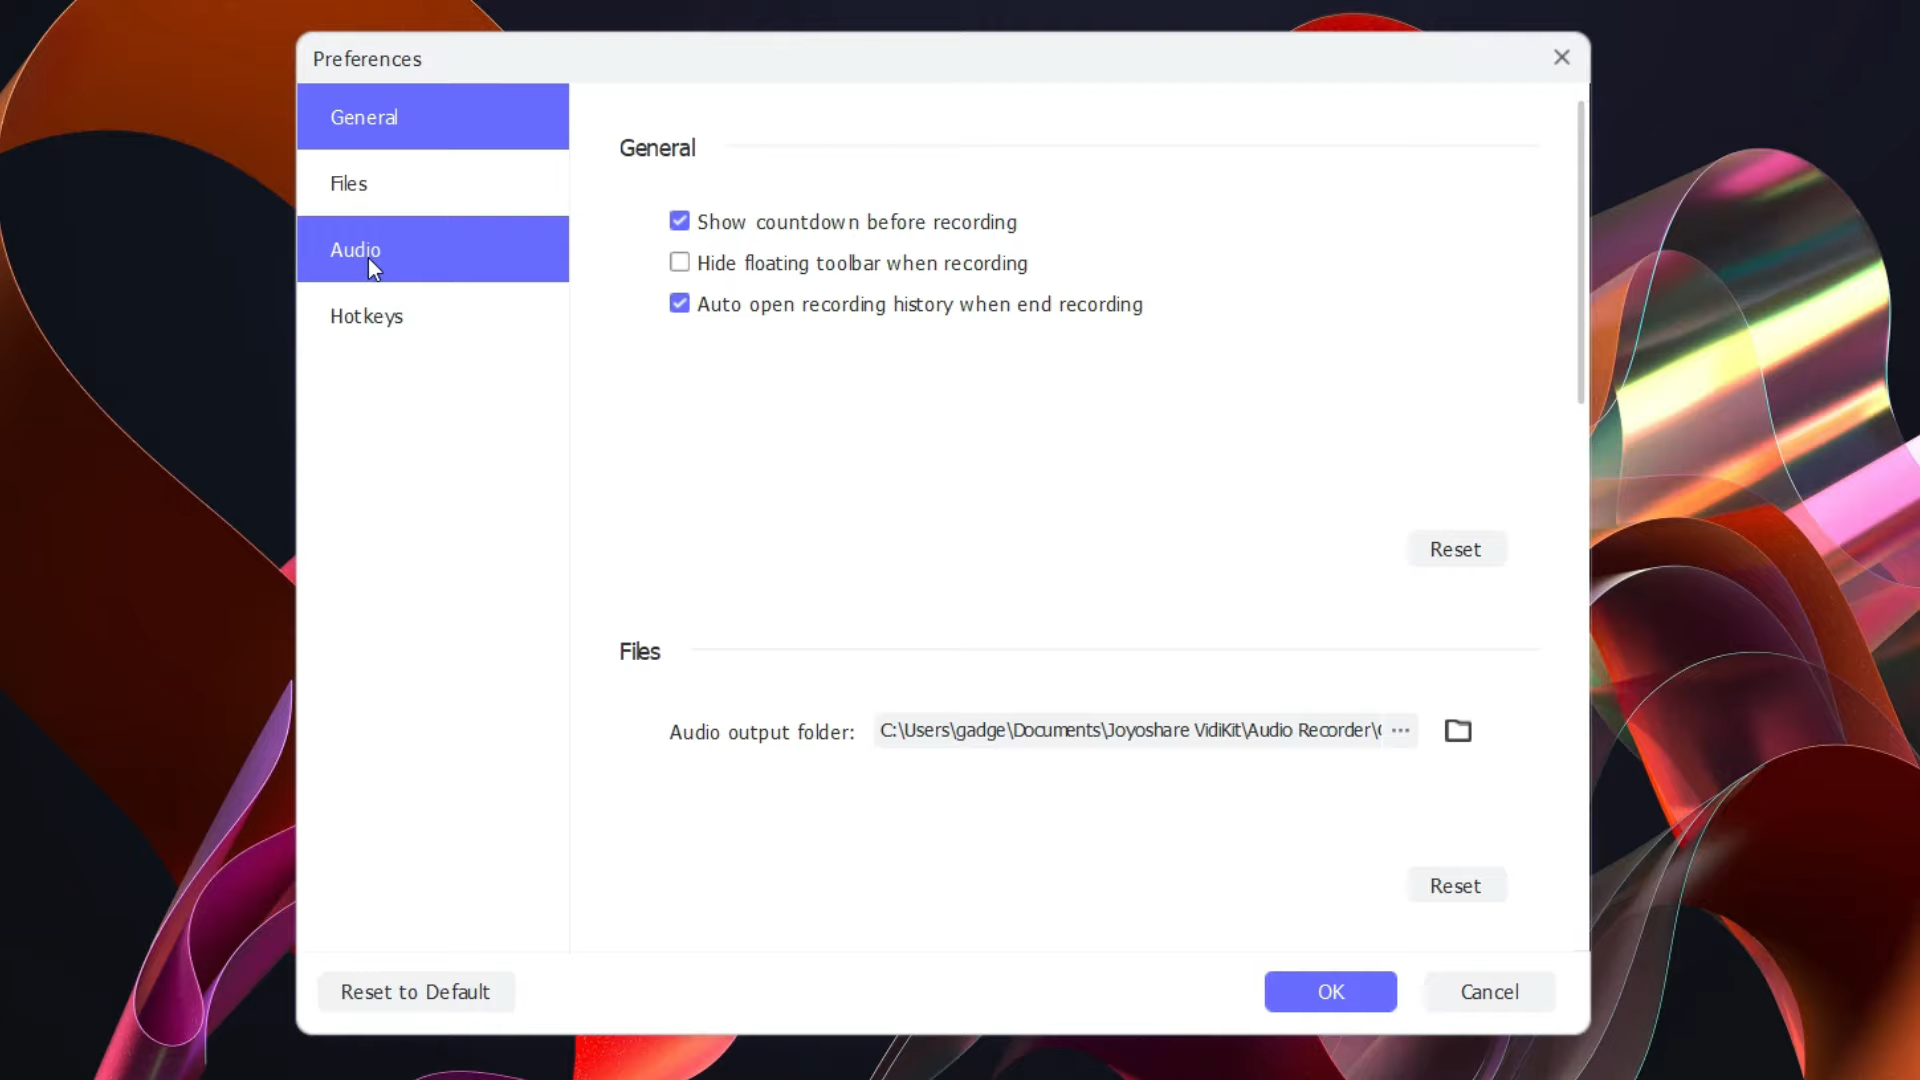 Preferences
General
Files
Audio
Hotkeys
General
Show countdown before recording
Hide floating toolbar when recording
Auto open recording history when end recording
Reset
Files
Audio output folder: C:\Users\gadge\Documents\Joyoshare VidiKit\Audio Recorder\ ...
Reset
Reset to Default
OK
Cancel